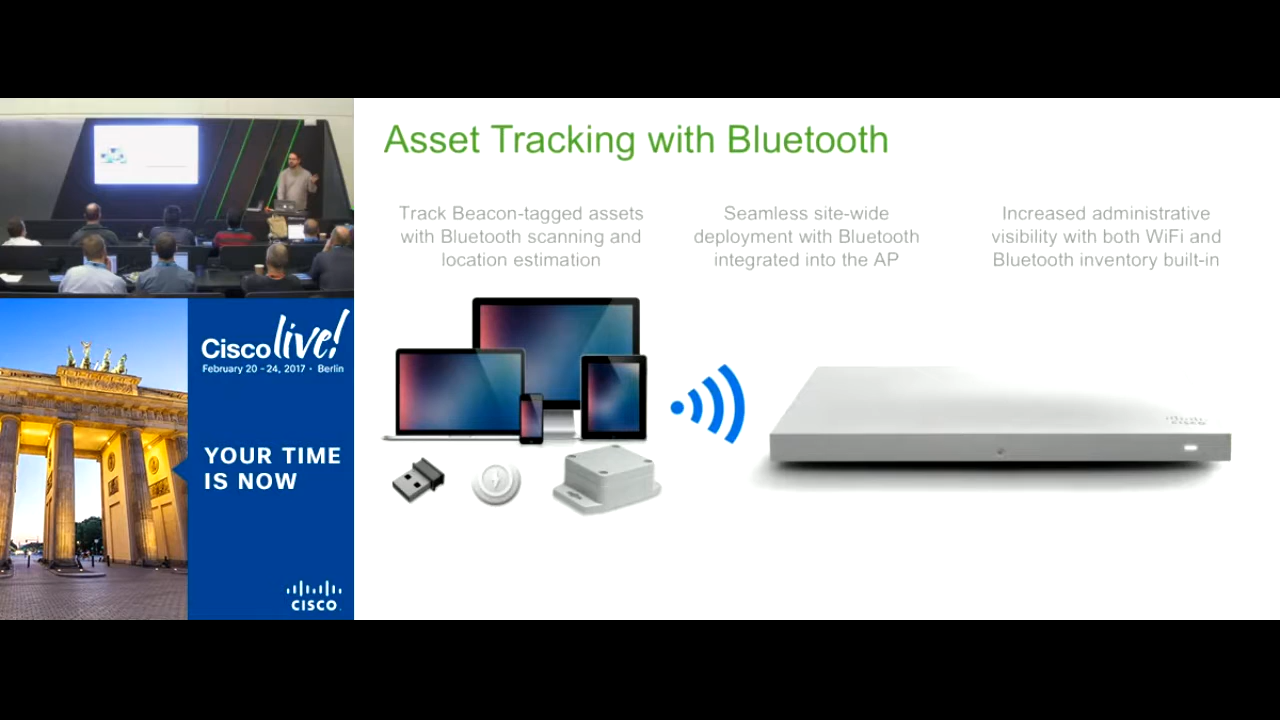 Asset Tracking with Bluetooth
Track Beacon-tagged assets
with Bluetooth scanning and
location estimation
Seamless site-wide
deployment with Bluetooth
integrated into the AP
Increased administrative
visibility with both WiFi and
Bluetooth inventory built-in
CISCO
Cisco live!
February 20 - 24, 2017 • Berlin
YOUR TIME
IS NOW
CISCO